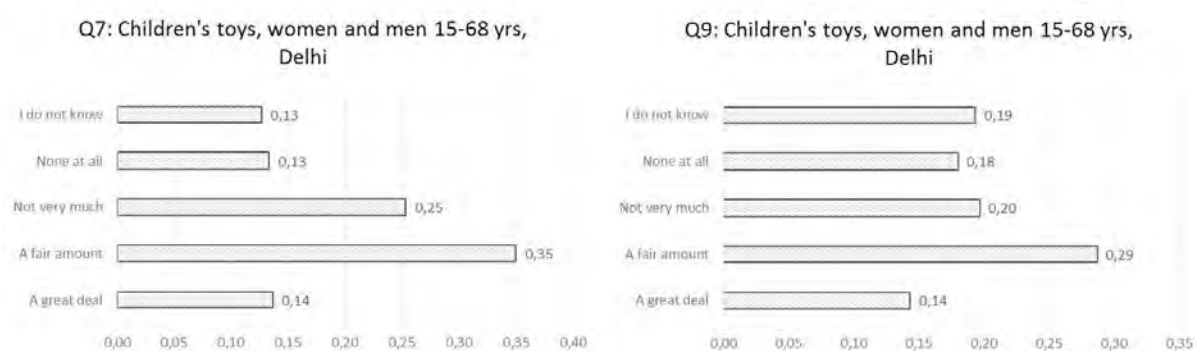 Q7: Children's toys, women and men 15-68 yrs,
Delhi
I do not know 0,13
None at all 0,13
Not very much 0,25
A fair amount 0,35
A great deal 0,14
0,00 0,05 0,10 0,15 0,20 0,25 0,30 0,35 0,40
Q9: Children's toys, women and men 15-68 yrs,
Delhi
I do not know 0,19
None at all 0,18
Not very much 0,20
A fair amount 0,29
A great deal 0,14
0,00 0,05 0,10 0,15 0,20 0,25 0,30 0,35